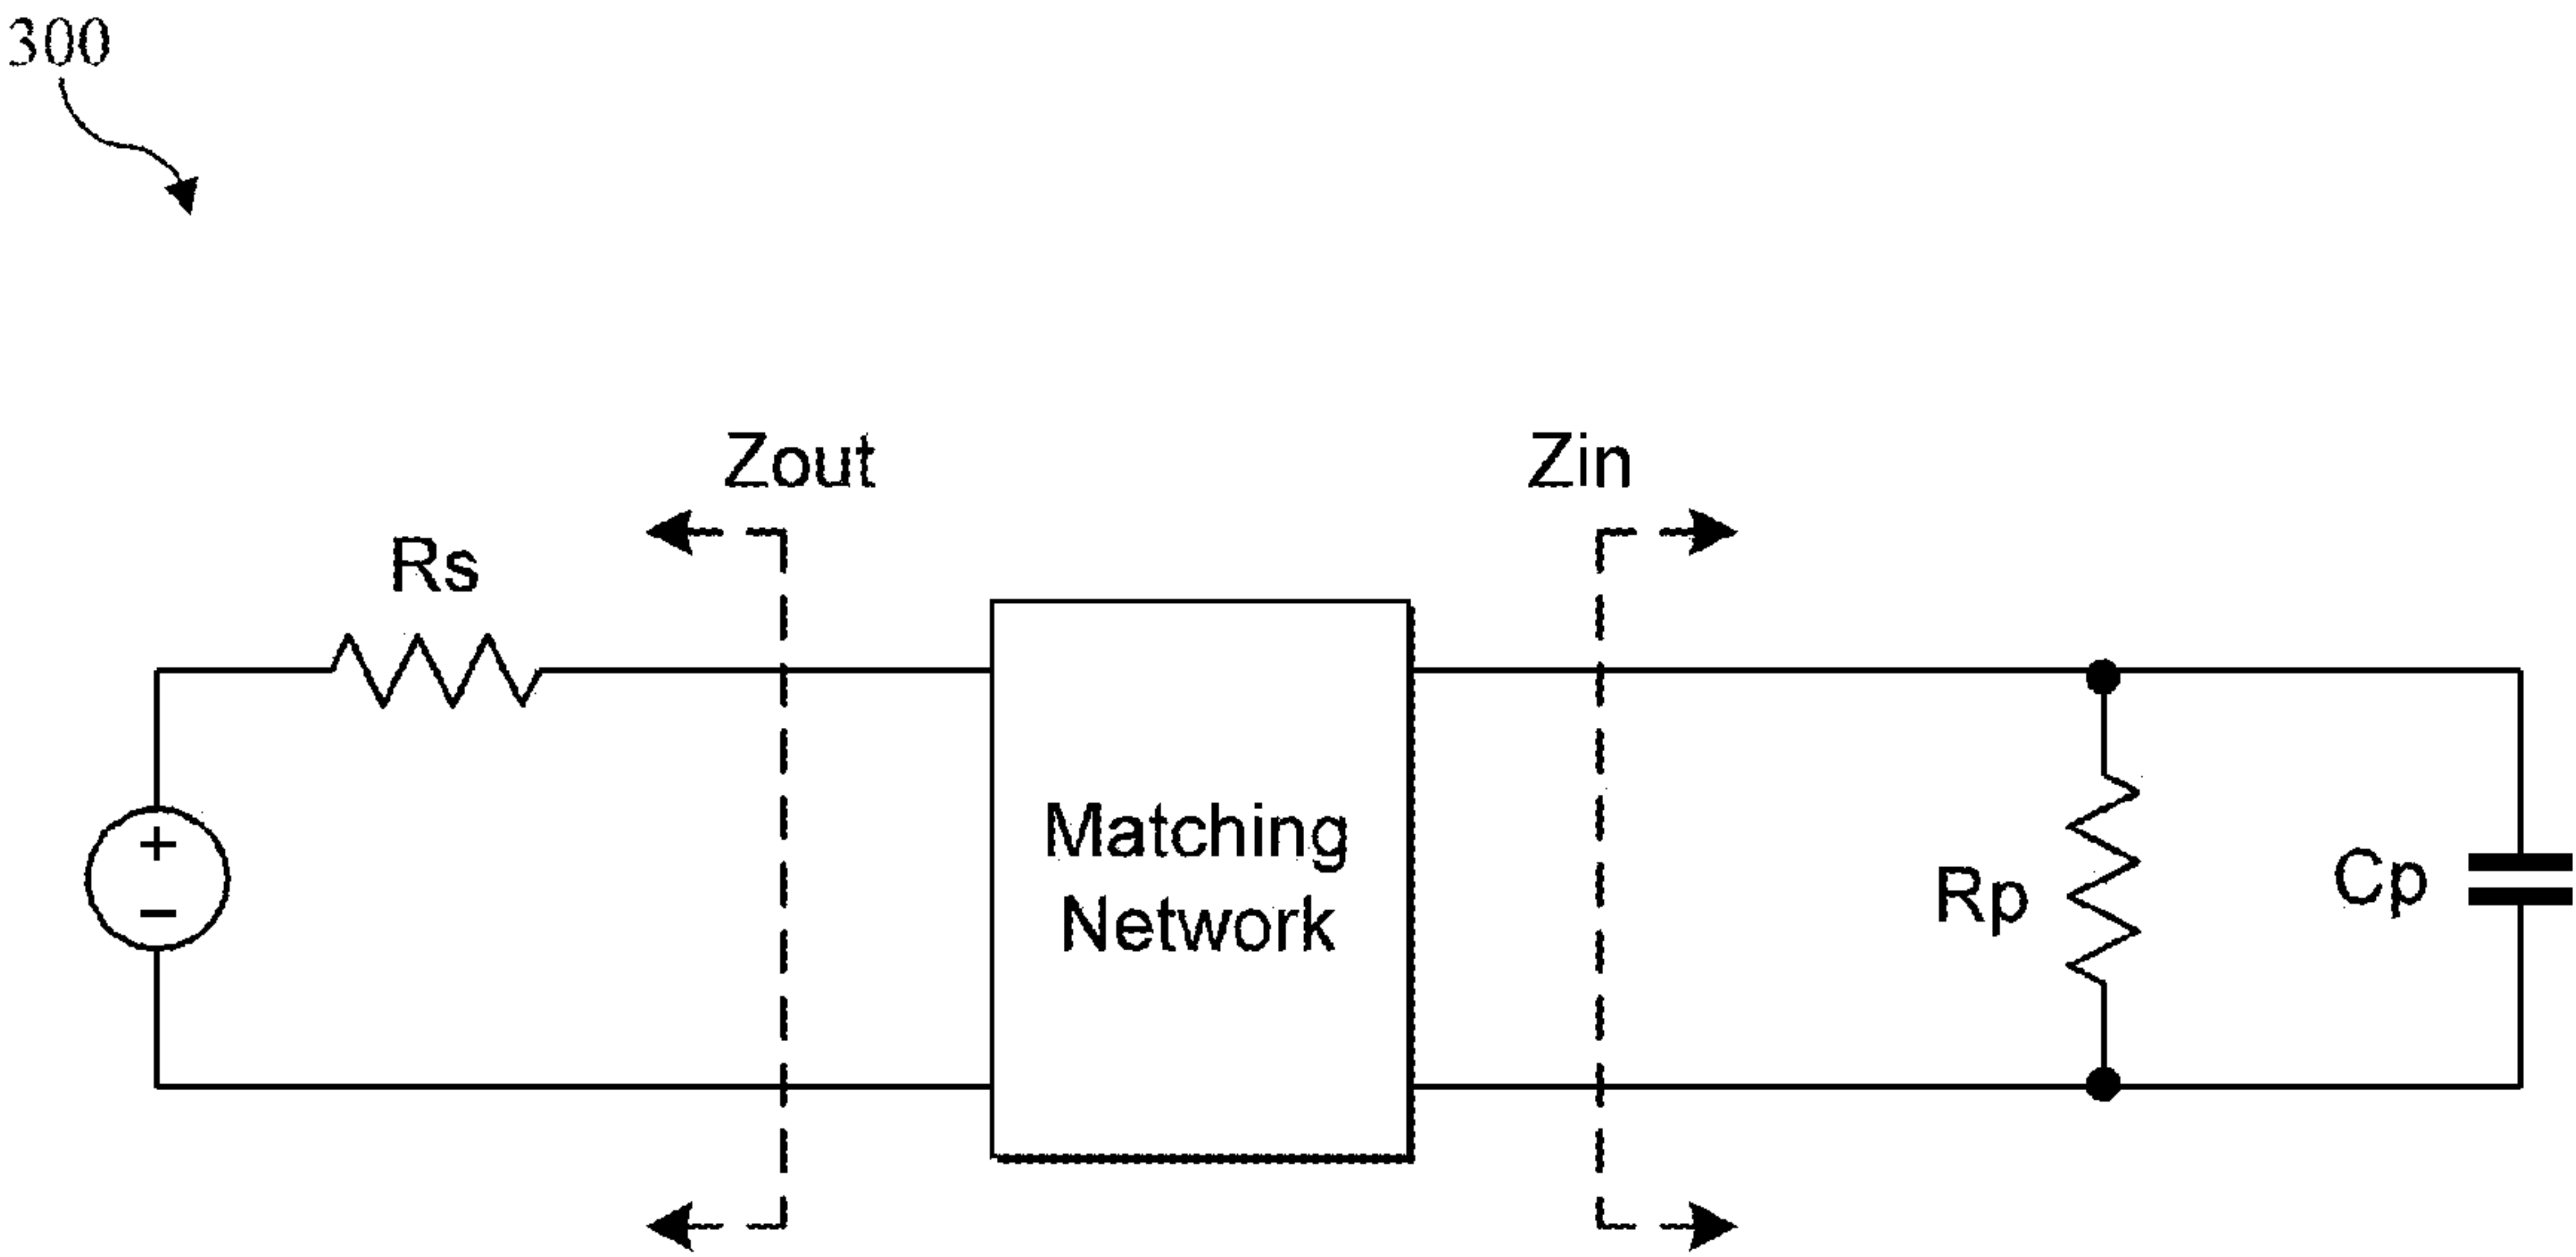 300
Zout
Zin
Rs
+
−
Matching
Network
Rp
Cp